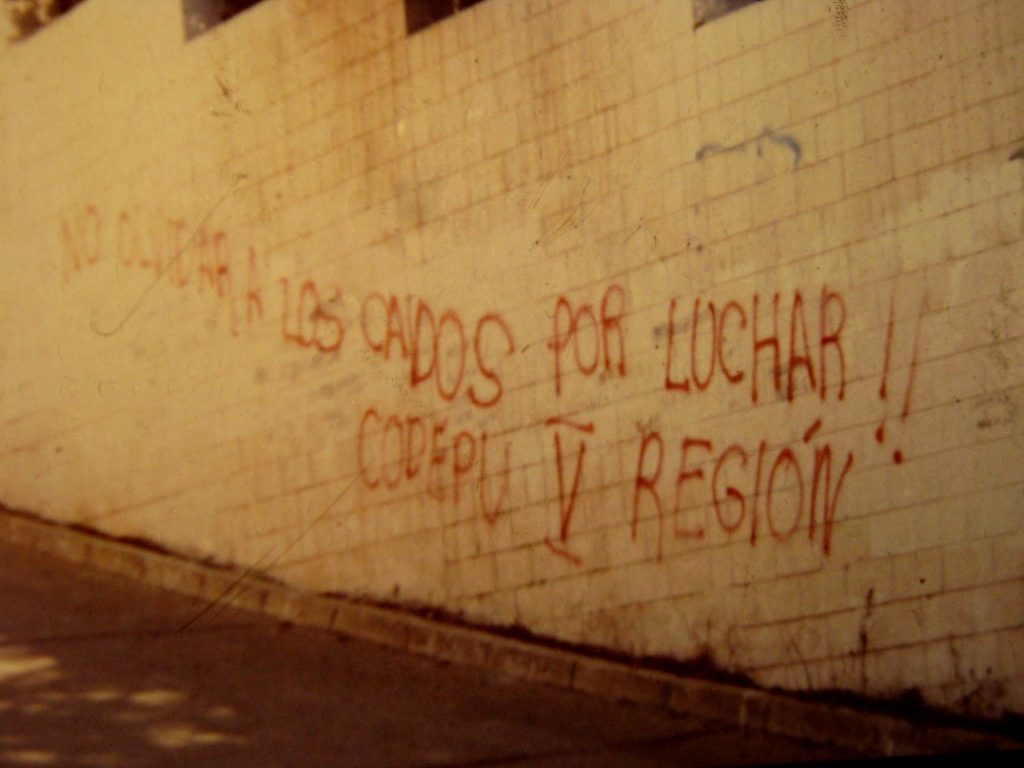 NO OLVIDAR A LOS CAIDOS POR LUCHAR!!
CODEPU V REGIÓN